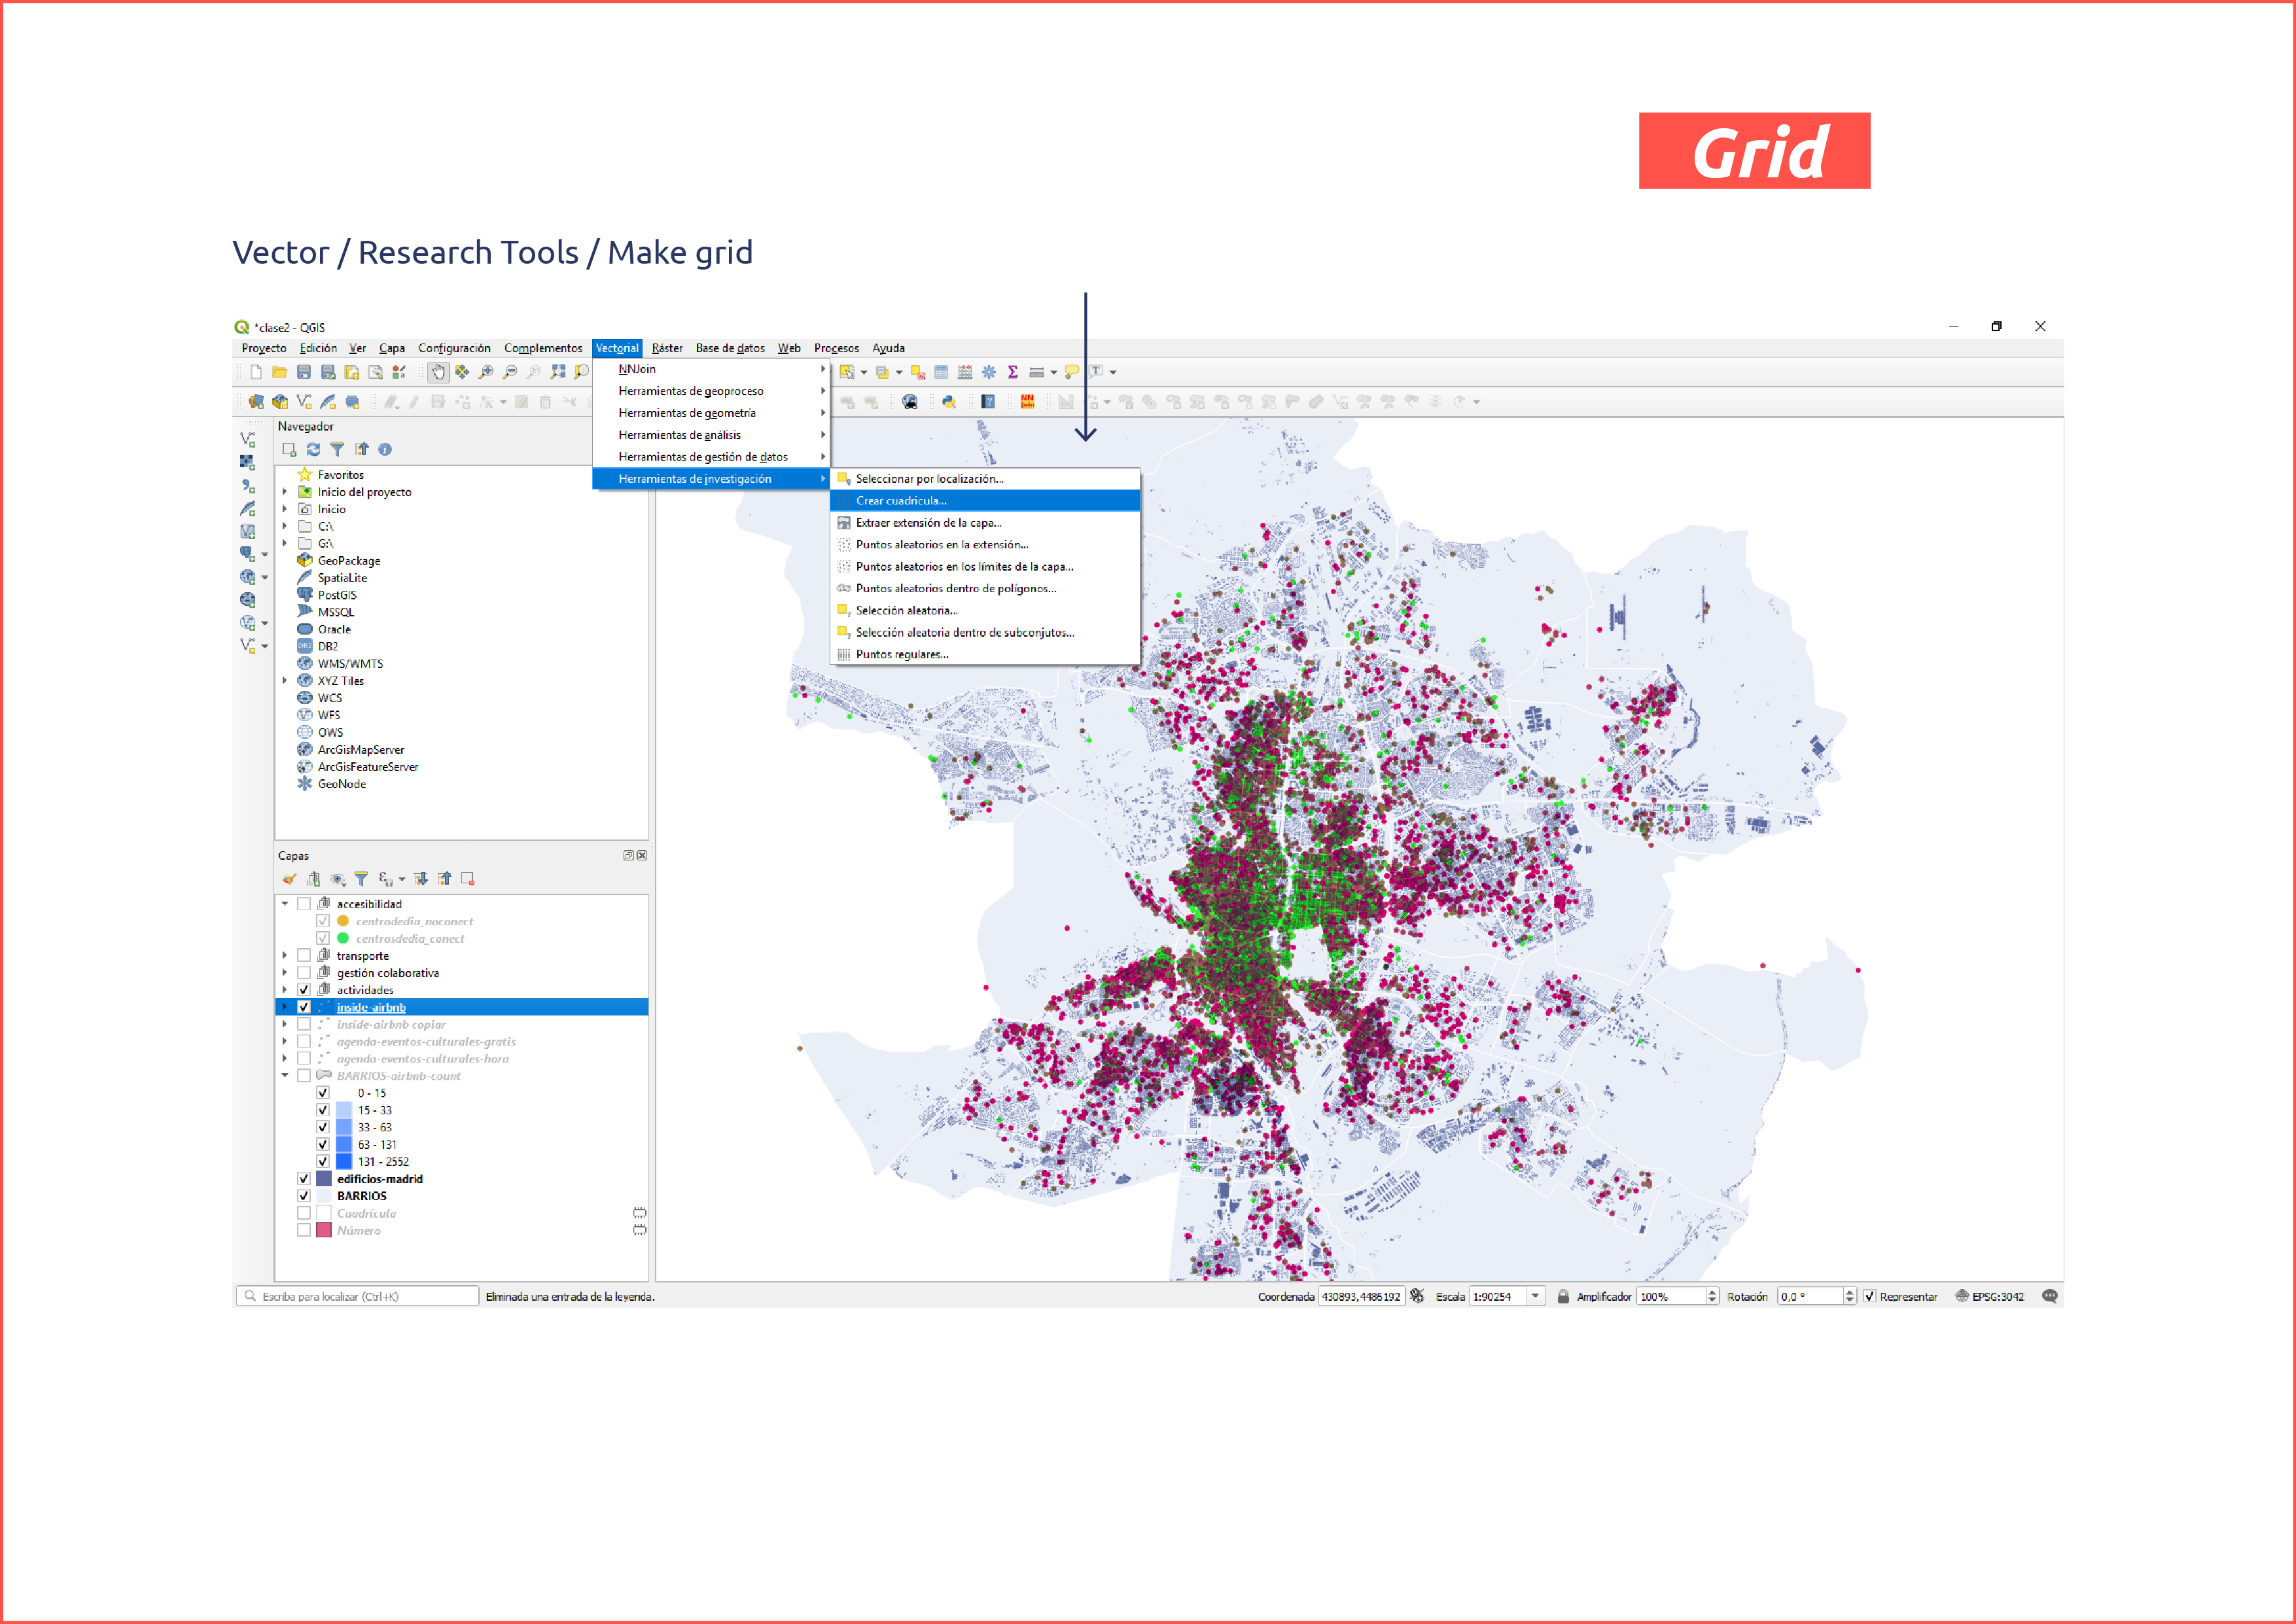 Grid
Vector / Research Tools / Make grid
*clase2 - QGIS
Proyecto Edición Ver Capa Configuración Complementos Vectorial Ráster Base de datos Web Procesos Ayuda
NNJoin
Herramientas de geoproceso
Herramientas de geometría
Herramientas de análisis
Herramientas de gestión de datos
Herramientas de investigación
Seleccionar por localización...
Crear cuadrícula...
Extraer extensión de la capa...
Puntos aleatorios en la extensión...
Puntos aleatorios en los límites de la capa...
Puntos aleatorios dentro de polígonos...
Selección aleatoria...
Selección aleatoria dentro de subconjutos...
Puntos regulares...
Navegador
Favoritos
Inicio del proyecto
Inicio
C:\
G:\
GeoPackage
SpatiaLite
PostGIS
MSSQL
Oracle
DB2
WMS/WMTS
XYZ Tiles
WCS
WFS
OWS
ArcGisMapServer
ArcGisFeatureServer
GeoNode
Capas
accesibilidad
centrodedia_noconect
centrosdedia_conect
transporte
gestión colaborativa
actividades
inside-airbnb
inside-airbnb copiar
agenda-eventos-culturales-gratis
agenda-eventos-culturales-hora
BARRIOS-airbnb-count
0 - 15
15 - 33
33 - 63
63 - 131
131 - 2552
edificios-madrid
BARRIOS
Cuadrícula
Número
Escriba para localizar (Ctrl+K) Eliminada una entrada de la leyenda. Coordenada 430893,4486192 Escala 1:90254 Amplificador 100% Rotación 0,0 ° Representar EPSG:3042